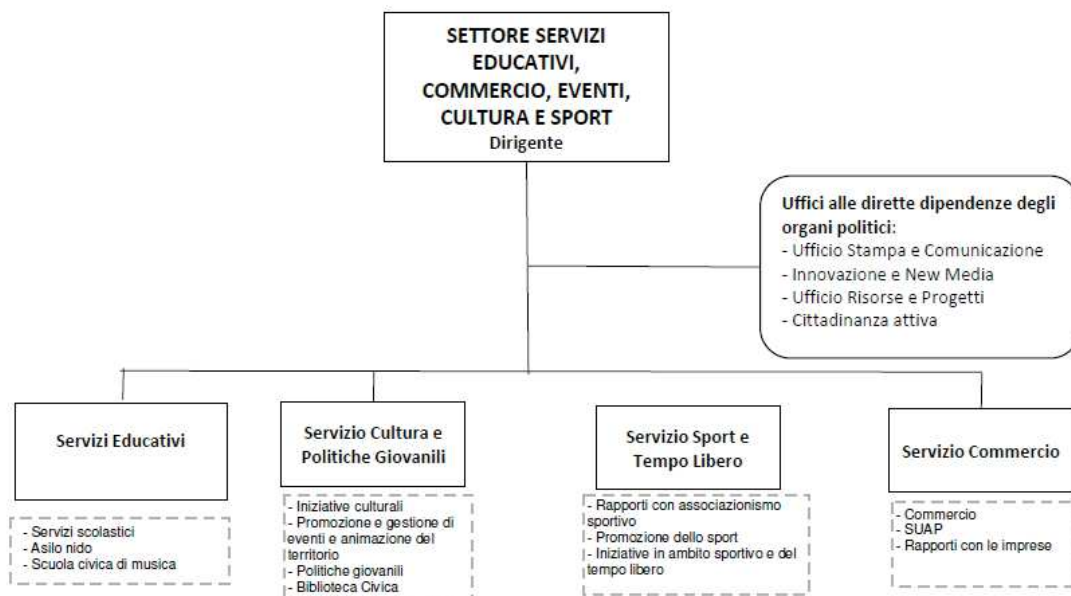 SETTORE SERVIZI
EDUCATIVI,
COMMERCIO, EVENTI,
CULTURA E SPORT
Dirigente
Uffici alle dirette dipendenze degli
organi politici:
- Ufficio Stampa e Comunicazione
- Innovazione e New Media
- Ufficio Risorse e Progetti
- Cittadinanza attiva
Servizi Educativi
- Servizi scolastici
- Asilo nido
- Scuola civica di musica
Servizio Cultura e
Politiche Giovanili
- Iniziative culturali
- Promozione e gestione di
eventi e animazione del
territorio
- Politiche giovanili
- Biblioteca Civica
Servizio Sport e
Tempo Libero
- Rapporti con associazionismo
sportivo
- Promozione dello sport
- Iniziative in ambito sportivo e del
tempo libero
Servizio Commercio
- Commercio
- SUAP
- Rapporti con le imprese